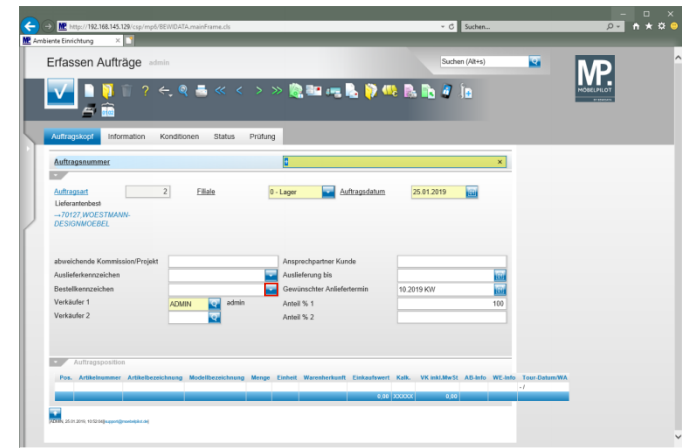 http://192.168.145.129/csp/mpli/BEWIDATA.mainFrame.cls
Suchen...
Ambiente Einrichtung
Erfassen Aufträge admin
Suchen (Alt+s)
MP.
MÖBELPILOT
Auftragskopf Information Konditionen Status Prüfung
Auftragsnummer
Auftragsart 2 Filiale 0 - Lager Auftragsdatum 25.01.2019
Lieferantenbest
→70127,WOESTMANN-
DESIGNMOEBEL
abweichende Kommission/Projekt Ansprechpartner Kunde
Auslieferkennzeichen Auslieferung bis
Bestellkennzeichen Gewünschter Anliefertermin 10.2019 KW
Verkäufer 1 ADMIN admin Anteil % 1 100
Verkäufer 2 Anteil % 2
Auftragsposition
Pos. Artikelnummer Artikelbezeichnung Modellbezeichnung Menge Einheit Warenherkunft Einkaufswert Kalk. VK inkl.MwSt AB-Info WE-Info Tour-Datum/WA
- /
0,00 XXXXX 0,00